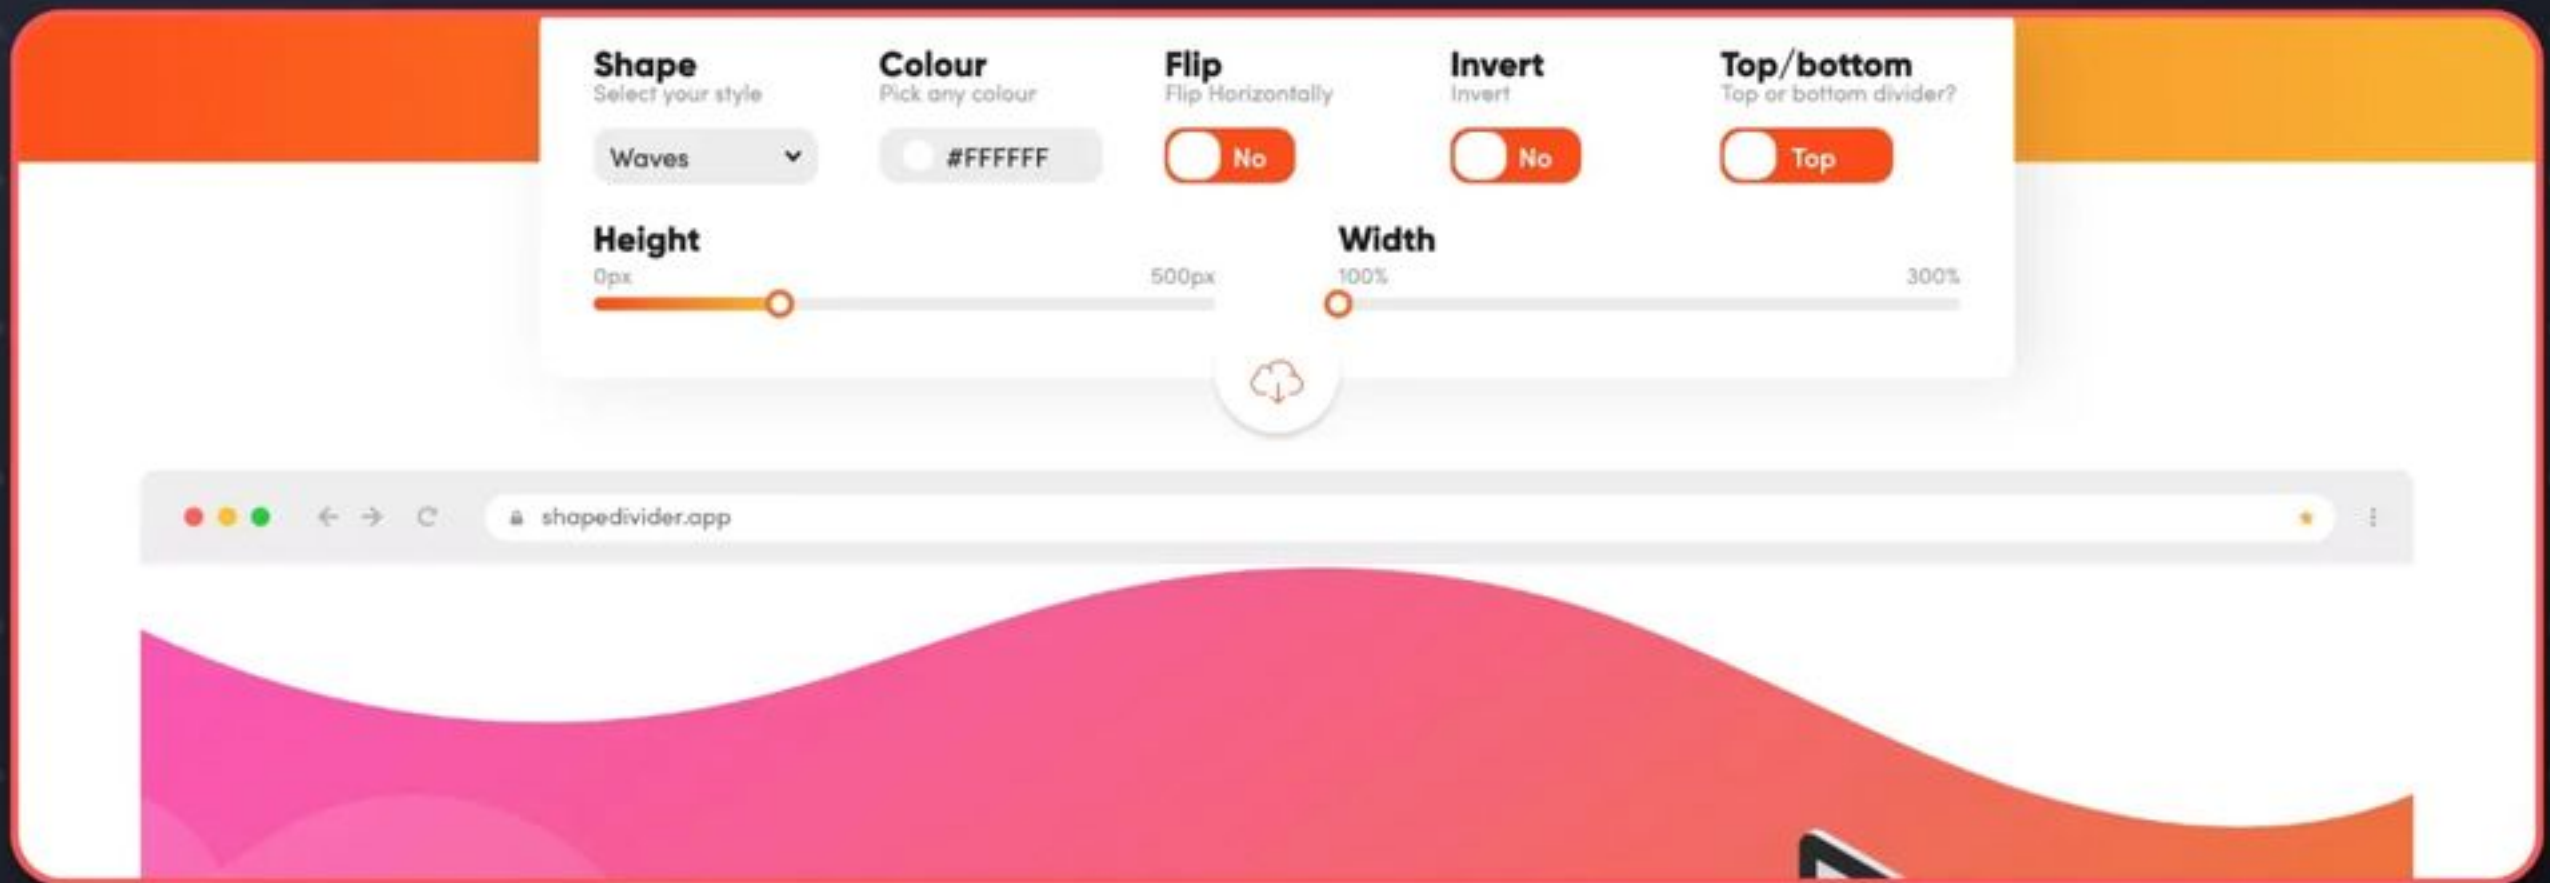 Shape
Select your style
Waves
Colour
Pick any colour
#FFFFFF
Flip
Flip Horizontally
No
Invert
Invert
No
Top/bottom
Top or bottom divider?
Top
Height
0px 500px
Width
100% 300%
shapedivider.app